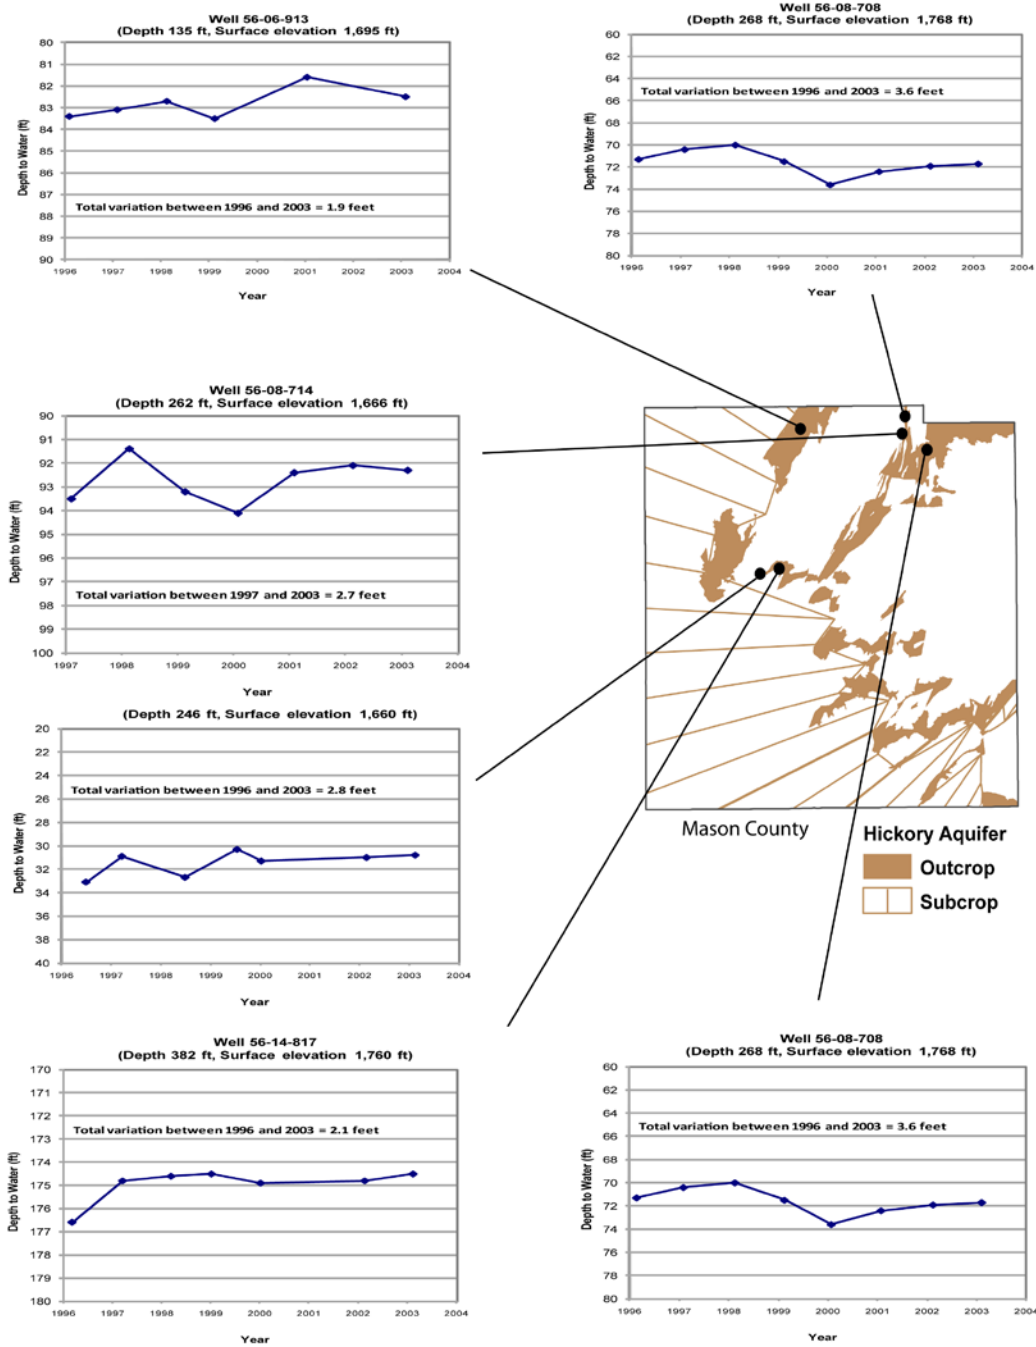 Well 56-06-913
(Depth 135 ft, Surface elevation 1,695 ft)
80
81
82
83
84
85
86
87
88
89
90
Depth to Water (ft)
Total variation between 1996 and 2003 = 1.9 feet
1996 1997 1998 1999 2000 2001 2002 2003 2004
Year
Well 56-08-708
(Depth 268 ft, Surface elevation 1,768 ft)
60
62
64
66
68
70
72
74
76
78
80
Depth to Water (ft)
Total variation between 1996 and 2003 = 3.6 feet
1996 1997 1998 1999 2000 2001 2002 2003 2004
Year
Well 56-08-714
(Depth 262 ft, Surface elevation 1,666 ft)
90
91
92
93
94
95
96
97
98
99
100
Depth to Water (ft)
Total variation between 1997 and 2003 = 2.7 feet
1997 1998 1999 2000 2001 2002 2003 2004
Year
(Depth 246 ft, Surface elevation 1,660 ft)
20
22
24
26
28
30
32
34
36
38
40
Depth to Water (ft)
Total variation between 1996 and 2003 = 2.8 feet
1996 1997 1998 1999 2000 2001 2002 2003 2004
Year
Mason County
Hickory Aquifer
Outcrop
Subcrop
Well 56-14-817
(Depth 382 ft, Surface elevation 1,760 ft)
170
171
172
173
174
175
176
177
178
179
180
Depth to Water (ft)
Total variation between 1996 and 2003 = 2.1 feet
1996 1997 1998 1999 2000 2001 2002 2003 2004
Year
Well 56-08-708
(Depth 268 ft, Surface elevation 1,768 ft)
60
62
64
66
68
70
72
74
76
78
80
Depth to Water (ft)
Total variation between 1996 and 2003 = 3.6 feet
1996 1997 1998 1999 2000 2001 2002 2003 2004
Year